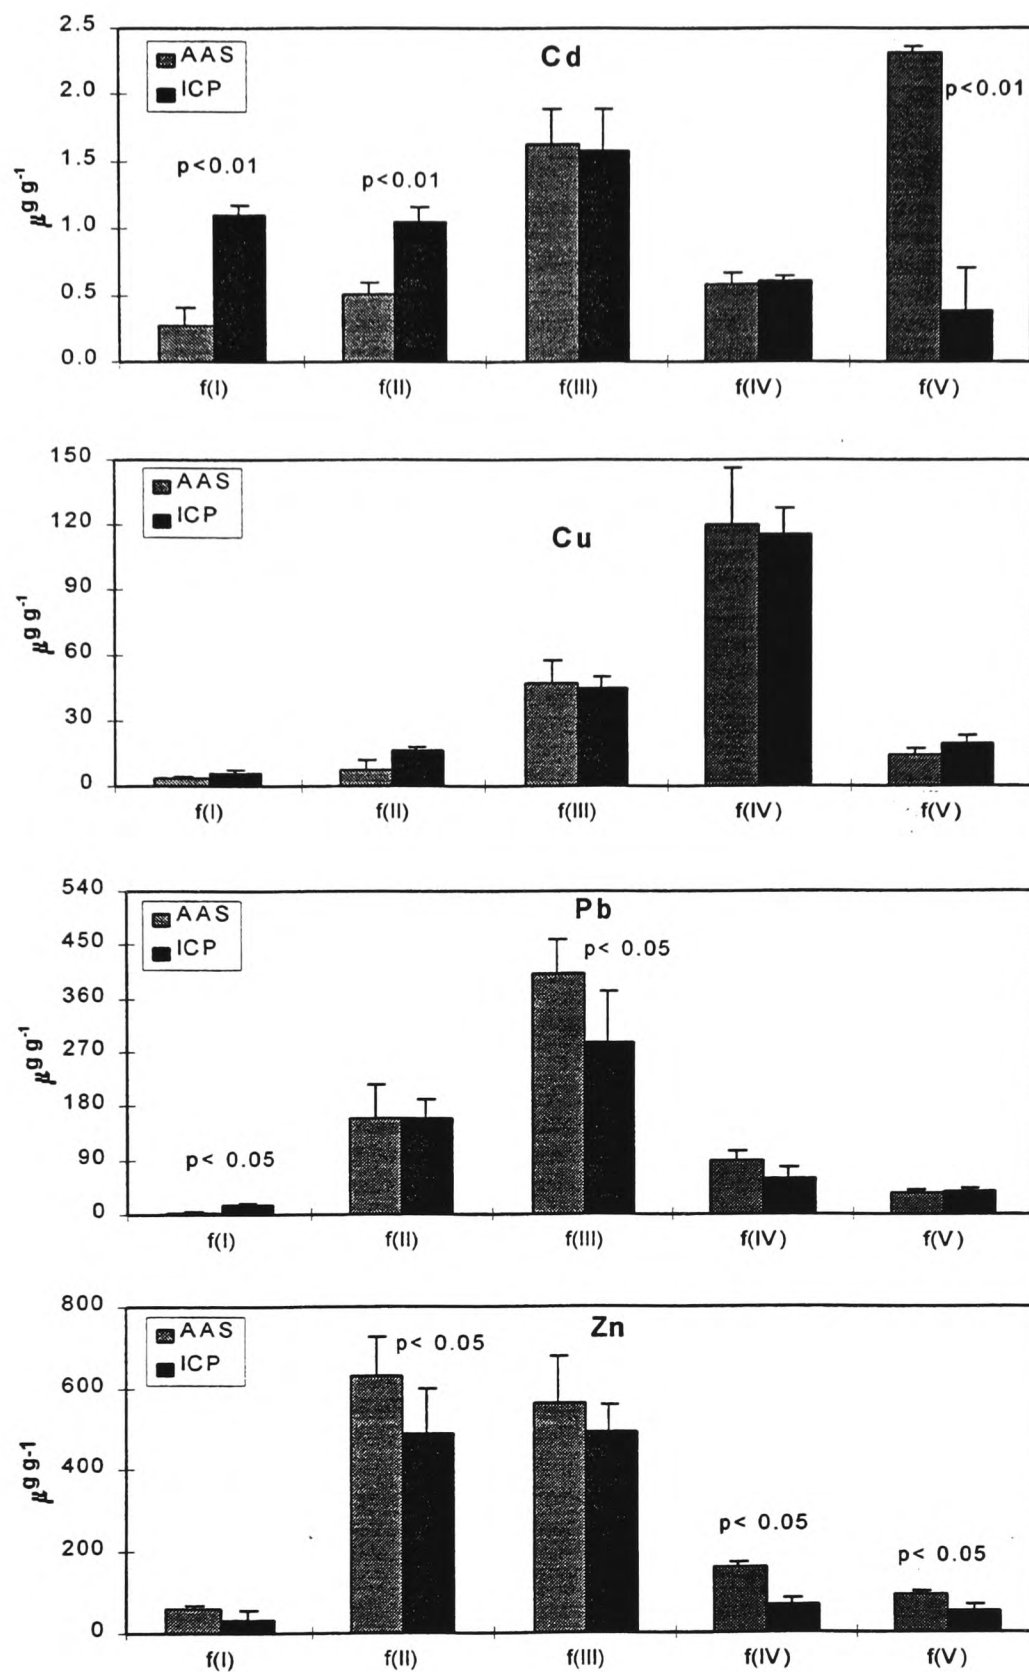 2.5
AAS
ICP
Cd
2.0
p<0.01
1.5
p<0.01
p<0.01
µg g-1
1.0
0.5
0.0
f(I) f(II) f(III) f(IV) f(V)
150
AAS
ICP
120
Cu
90
µg g-1
60
30
0
f(I) f(II) f(III) f(IV) f(V)
540
AAS
ICP
Pb
450
p< 0.05
360
µg g-1
270
180
90
p< 0.05
0
f(I) f(II) f(III) f(IV) f(V)
800
AAS
ICP
Zn
p< 0.05
600
µg g-1
400
200
p< 0.05
p< 0.05
0
f(I) f(II) f(III) f(IV) f(V)